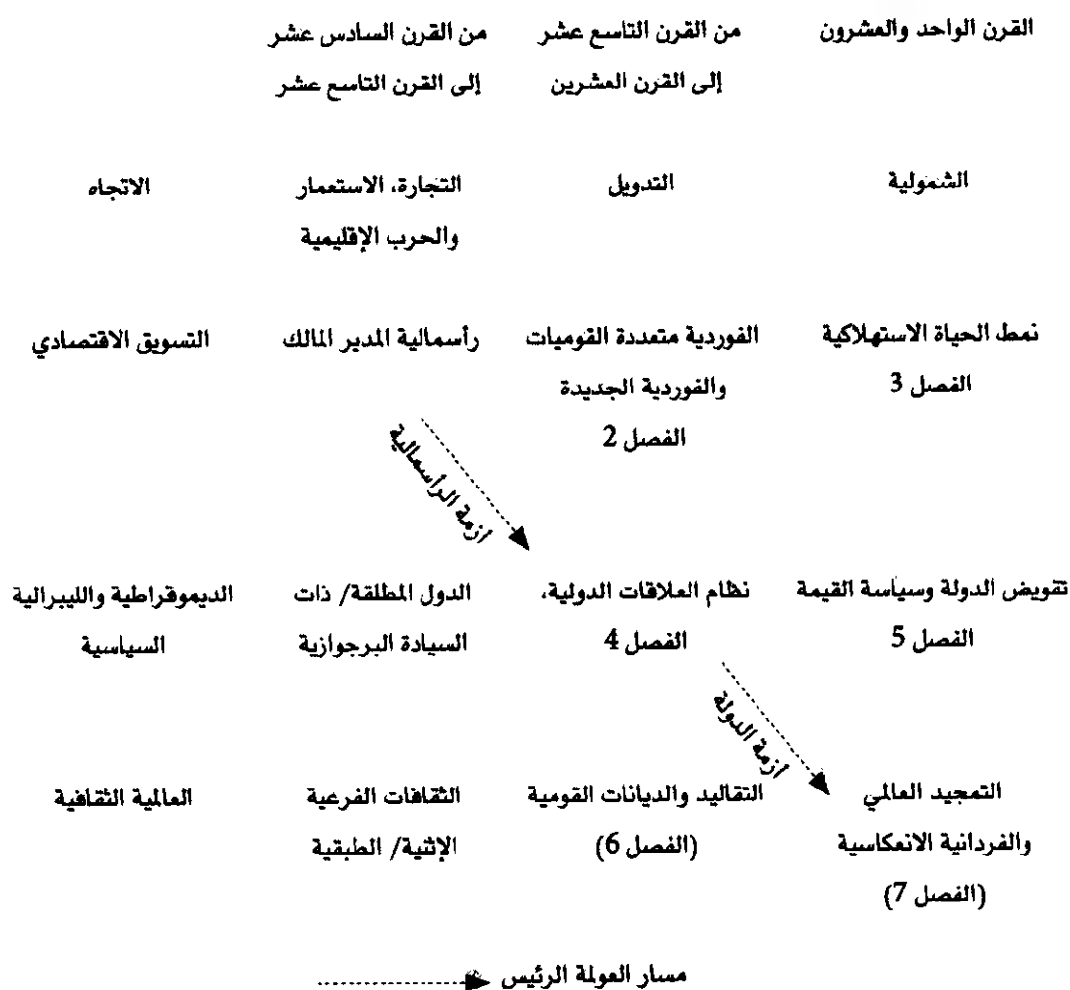 القرن الواحد والعشرون
من القرن التاسع عشر
إلى القرن العشرين
من القرن السادس عشر
إلى القرن التاسع عشر
الشمولية
التدويل
التجارة، الاستعمار
والحرب الإقليمية
الاتجاه
نمط الحياة الاستهلاكية
الفصل 3
الفوردية متعددة القوميات
والفوردية الجديدة
الفصل 2
رأسمالية المدير المالك
التسويق الاقتصادي
أزمة الرأسمالية
تقويض الدولة وسياسة القيمة
الفصل 5
نظام العلاقات الدولية،
الفصل 4
الدول المطلقة/ ذات
السيادة البرجوازية
الديموقراطية والليبرالية
السياسية
أزمة الدولة
التمجيد العالمي
والفردانية الانعكاسية
(الفصل 7)
التقاليد والديانات القومية
(الفصل 6)
الثقافات الفرعية
الإثنية/ الطبقية
العالمية الثقافية
مسار العولمة الرئيس